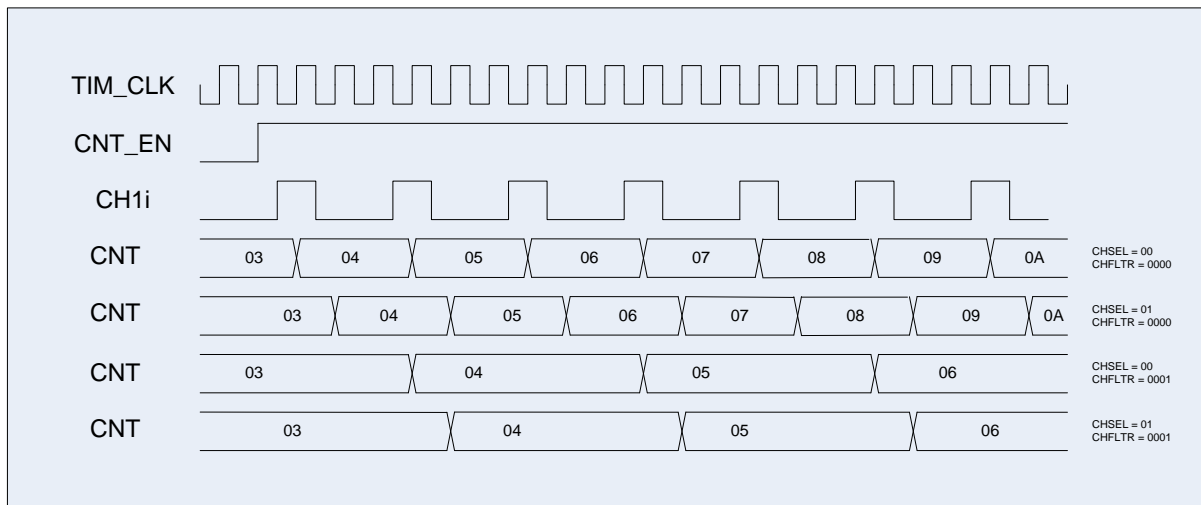 TIM_CLK
CNT_EN
CH1i
CNT
03 04 05 06 07 08 09 0A
CHSEL = 00
CHFLTR = 0000
CNT
03 04 05 06 07 08 09 0A
CHSEL = 01
CHFLTR = 0000
CNT
03 04 05 06
CHSEL = 00
CHFLTR = 0001
CNT
03 04 05 06
CHSEL = 01
CHFLTR = 0001